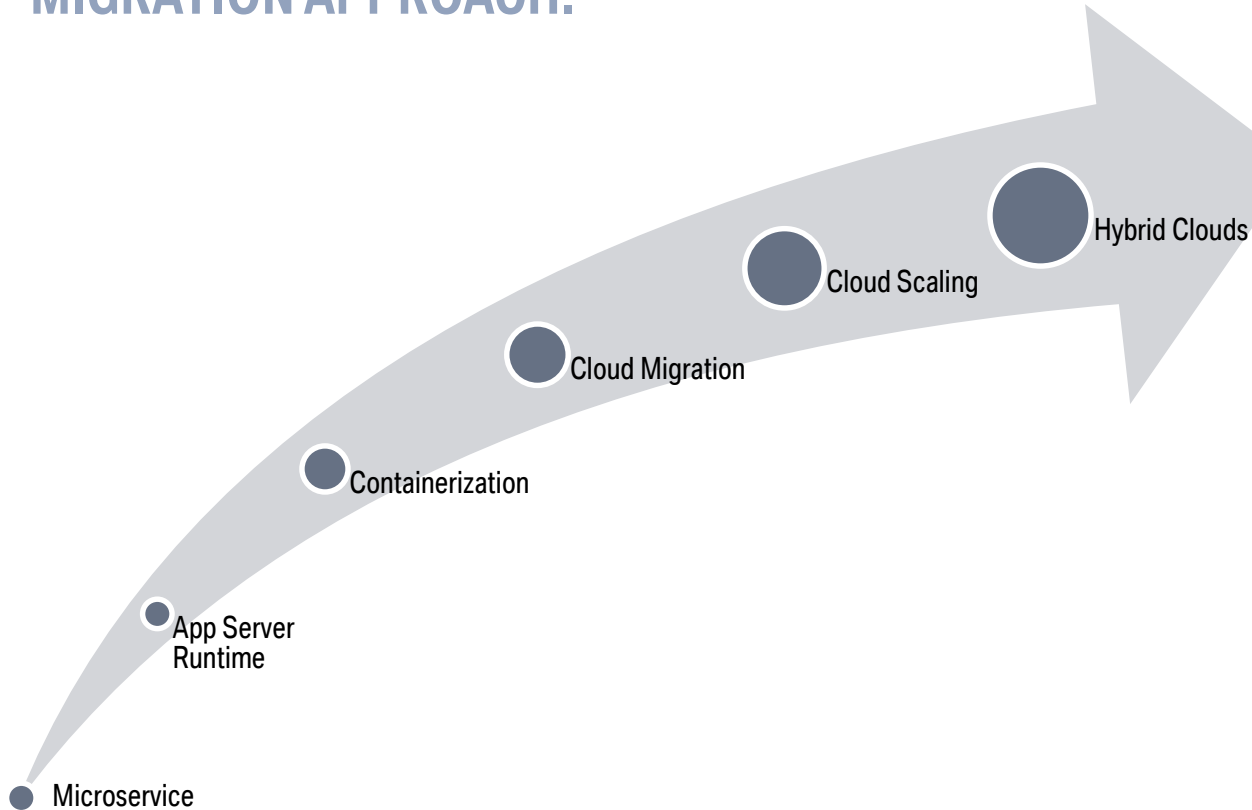 MIGRATION APPROACH:
Hybrid Clouds
Cloud Scaling
Cloud Migration
Containerization
App Server
Runtime
Microservice